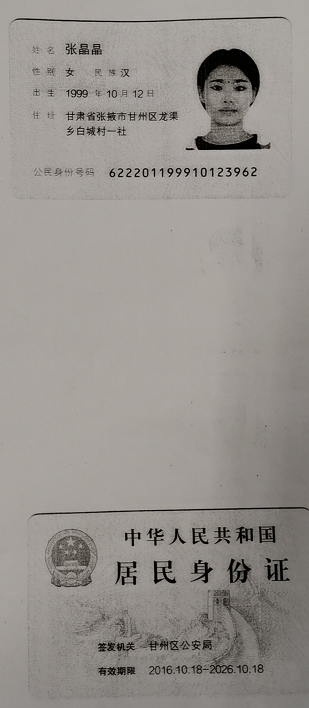 姓名 张晶晶
性别 女 民族 汉
出生 1999 年 10 月 12 日
住址 甘肃省张掖市甘州区龙渠
乡白城村一社
公民身份号码 622201199910123962
中华人民共和国
居民身份证
签发机关 甘州区公安局
有效期限 2016.10.18-2026.10.18